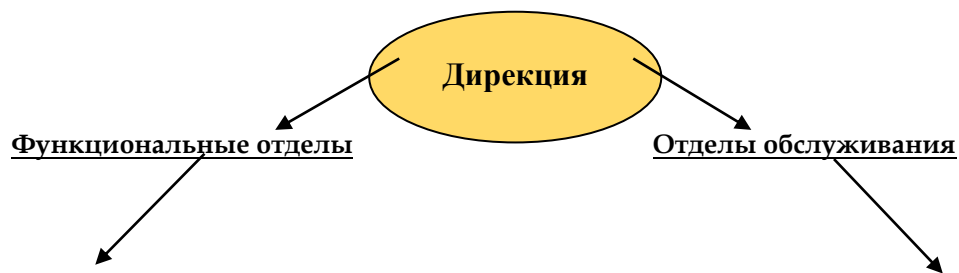 Дирекция
Функциональные отделы
Отделы обслуживания